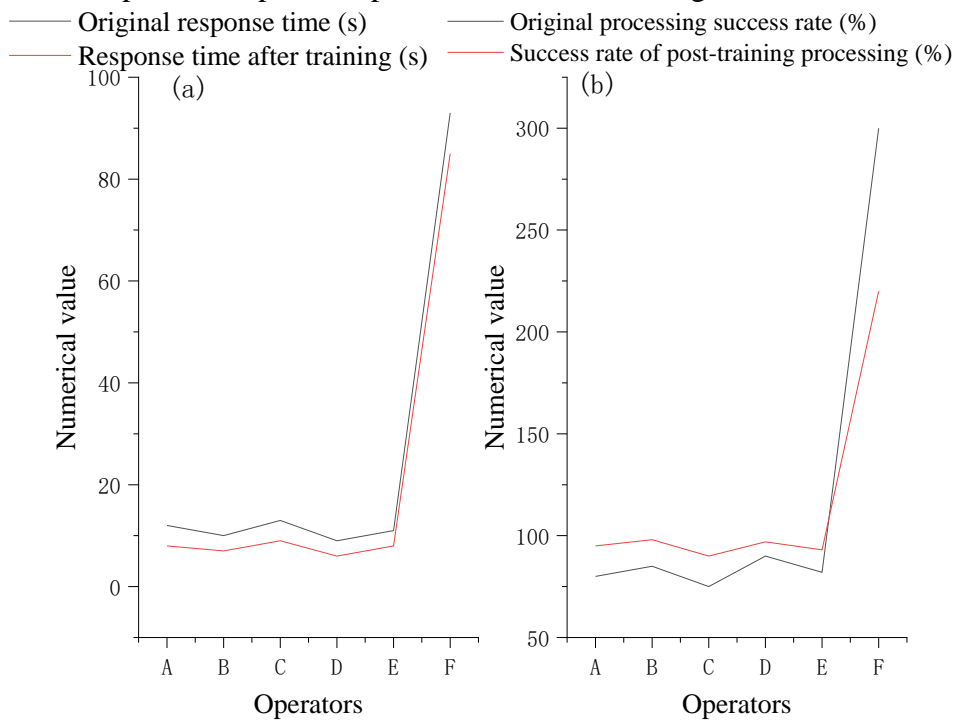 Original response time (s)
Response time after training (s)
Original processing success rate (%)
Success rate of post-training processing (%)
(a)
100
80
60
40
20
0
Numerical value
A B C D E F
Operators
(b)
300
250
200
150
100
50
Numerical value
A B C D E F
Operators